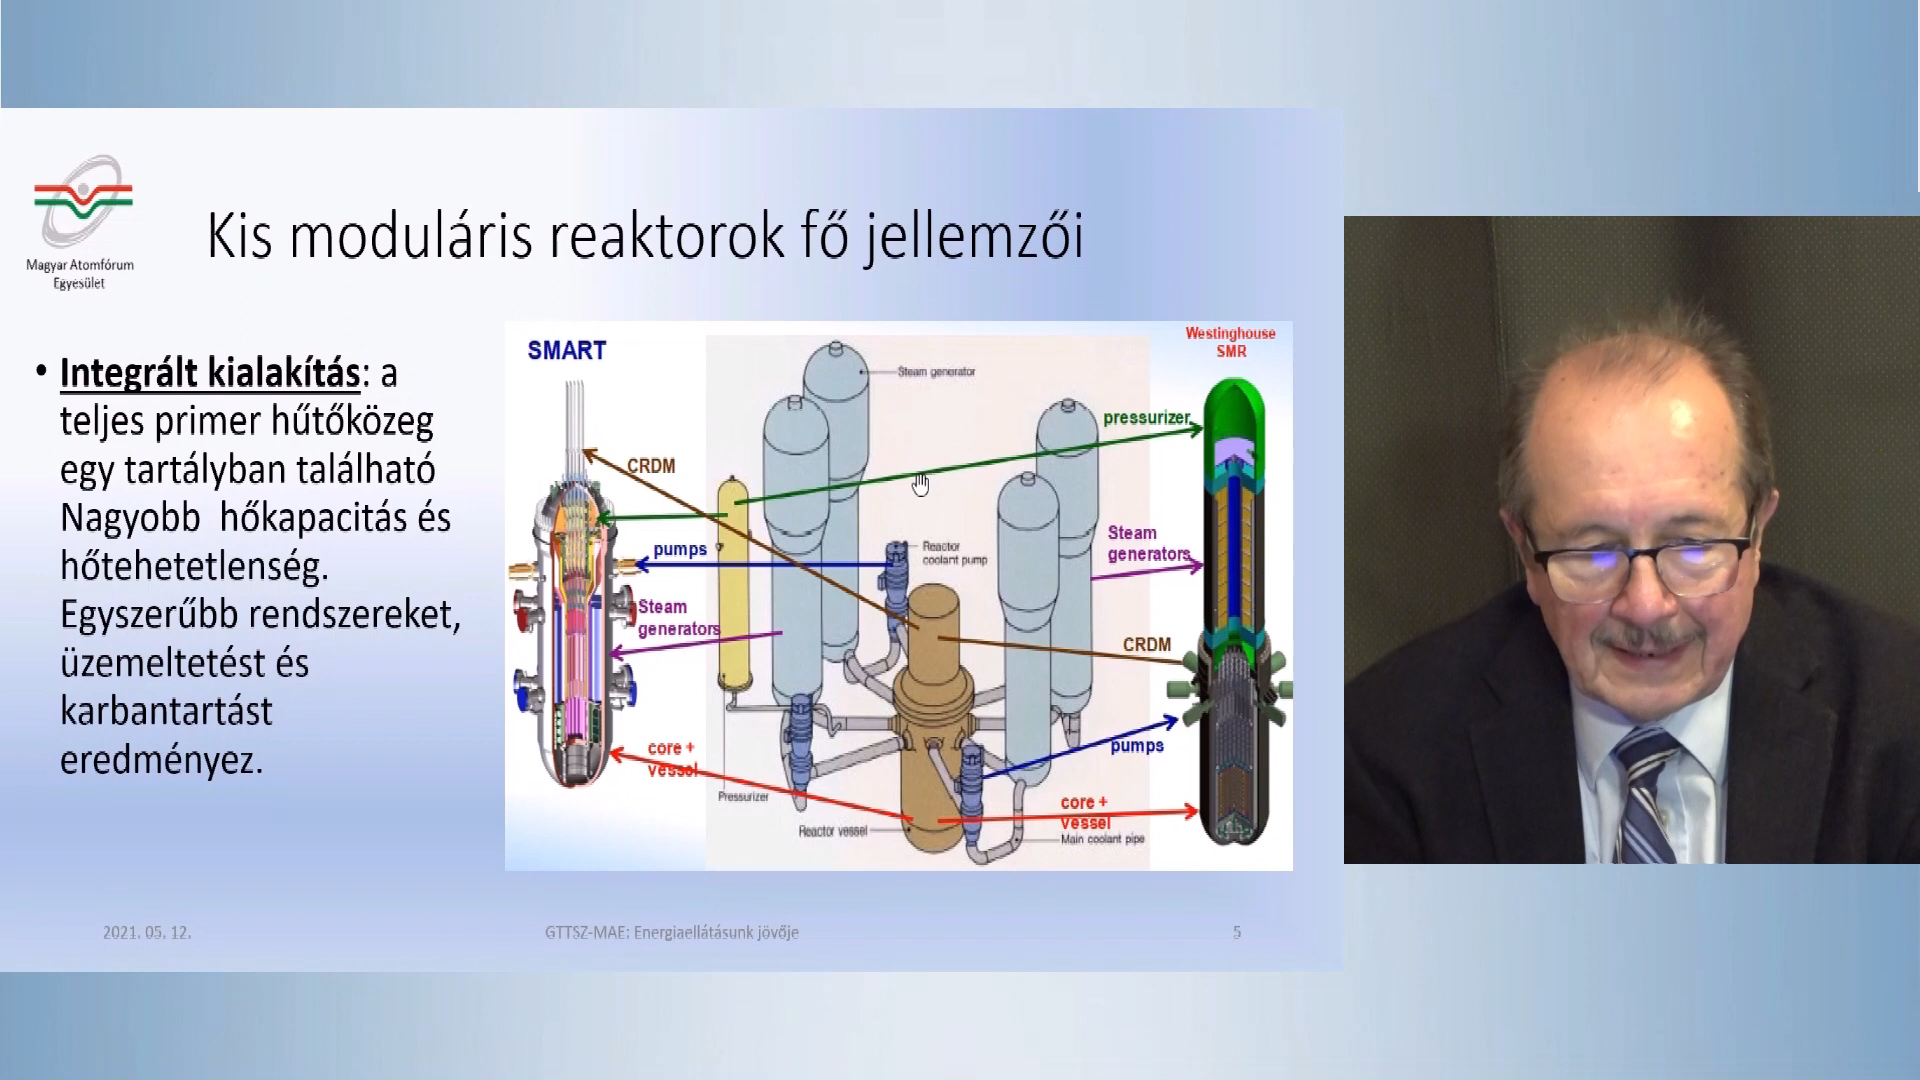 Magyar Atomfórum
Egyesület
Kis moduláris reaktorok fő jellemzői
• Integrált kialakítás: a
teljes primer hűtőközeg
egy tartályban található
Nagyobb hőkapacitás és
hőtehetetlenség.
Egyszerűbb rendszereket,
üzemeltetést és
karbantartást
eredményez.
SMART
Westinghouse
SMR
Steam generator
pressurizer
CRDM
pumps
Reactor
coolant pump
Steam
generators
Steam
generators
CRDM
core +
vessel
pumps
Pressurizer
core +
vessel
Reactor vessel
Main coolant pipe
2021. 05. 12.
GTTSZ-MAE: Energiaellátásunk jövője
5